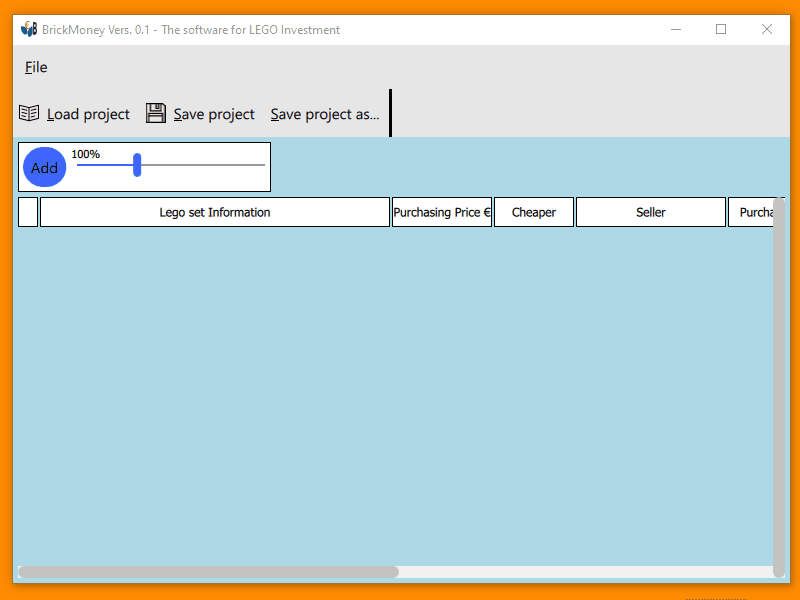 BrickMoney Vers. 0.1 - The software for LEGO Investment
File
Load project Save project Save project as...
Add 100%
Lego set Information Purchasing Price € Cheaper Seller Purcha